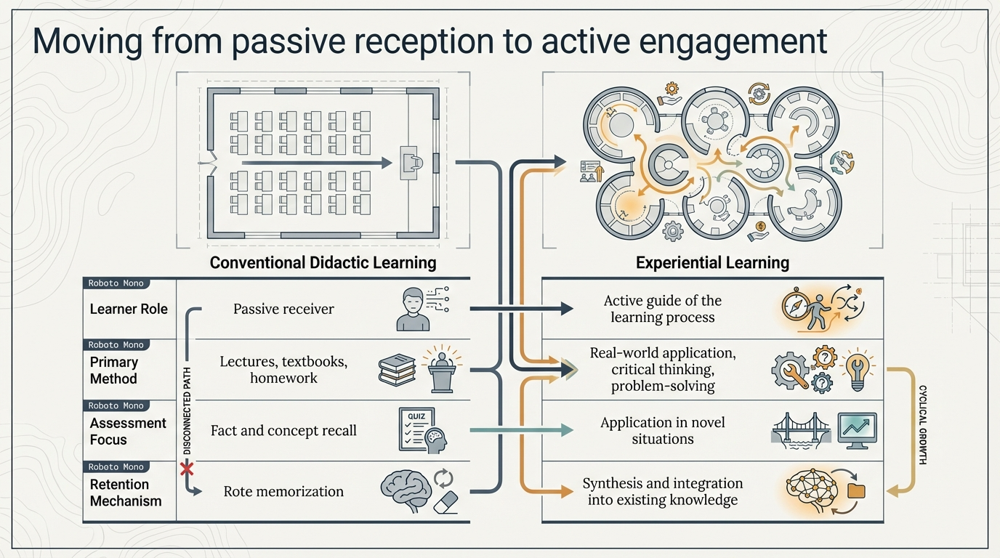 Moving from passive reception to active engagement
Conventional Didactic Learning
Experiential Learning
Roboto Mono
Learner Role
Passive receiver
Active guide of the
learning process
Roboto Mono
Primary
Method
Lectures, textbooks,
homework
Real-world application,
critical thinking,
problem-solving
Roboto Mono
Assessment
Focus
Fact and concept recall
QUIZ
Application in novel
situations
Roboto Mono
Retention
Mechanism
Rote memorization
Synthesis and integration
into existing knowledge
DISCONNECTED PATH
CYCLICAL GROWTH